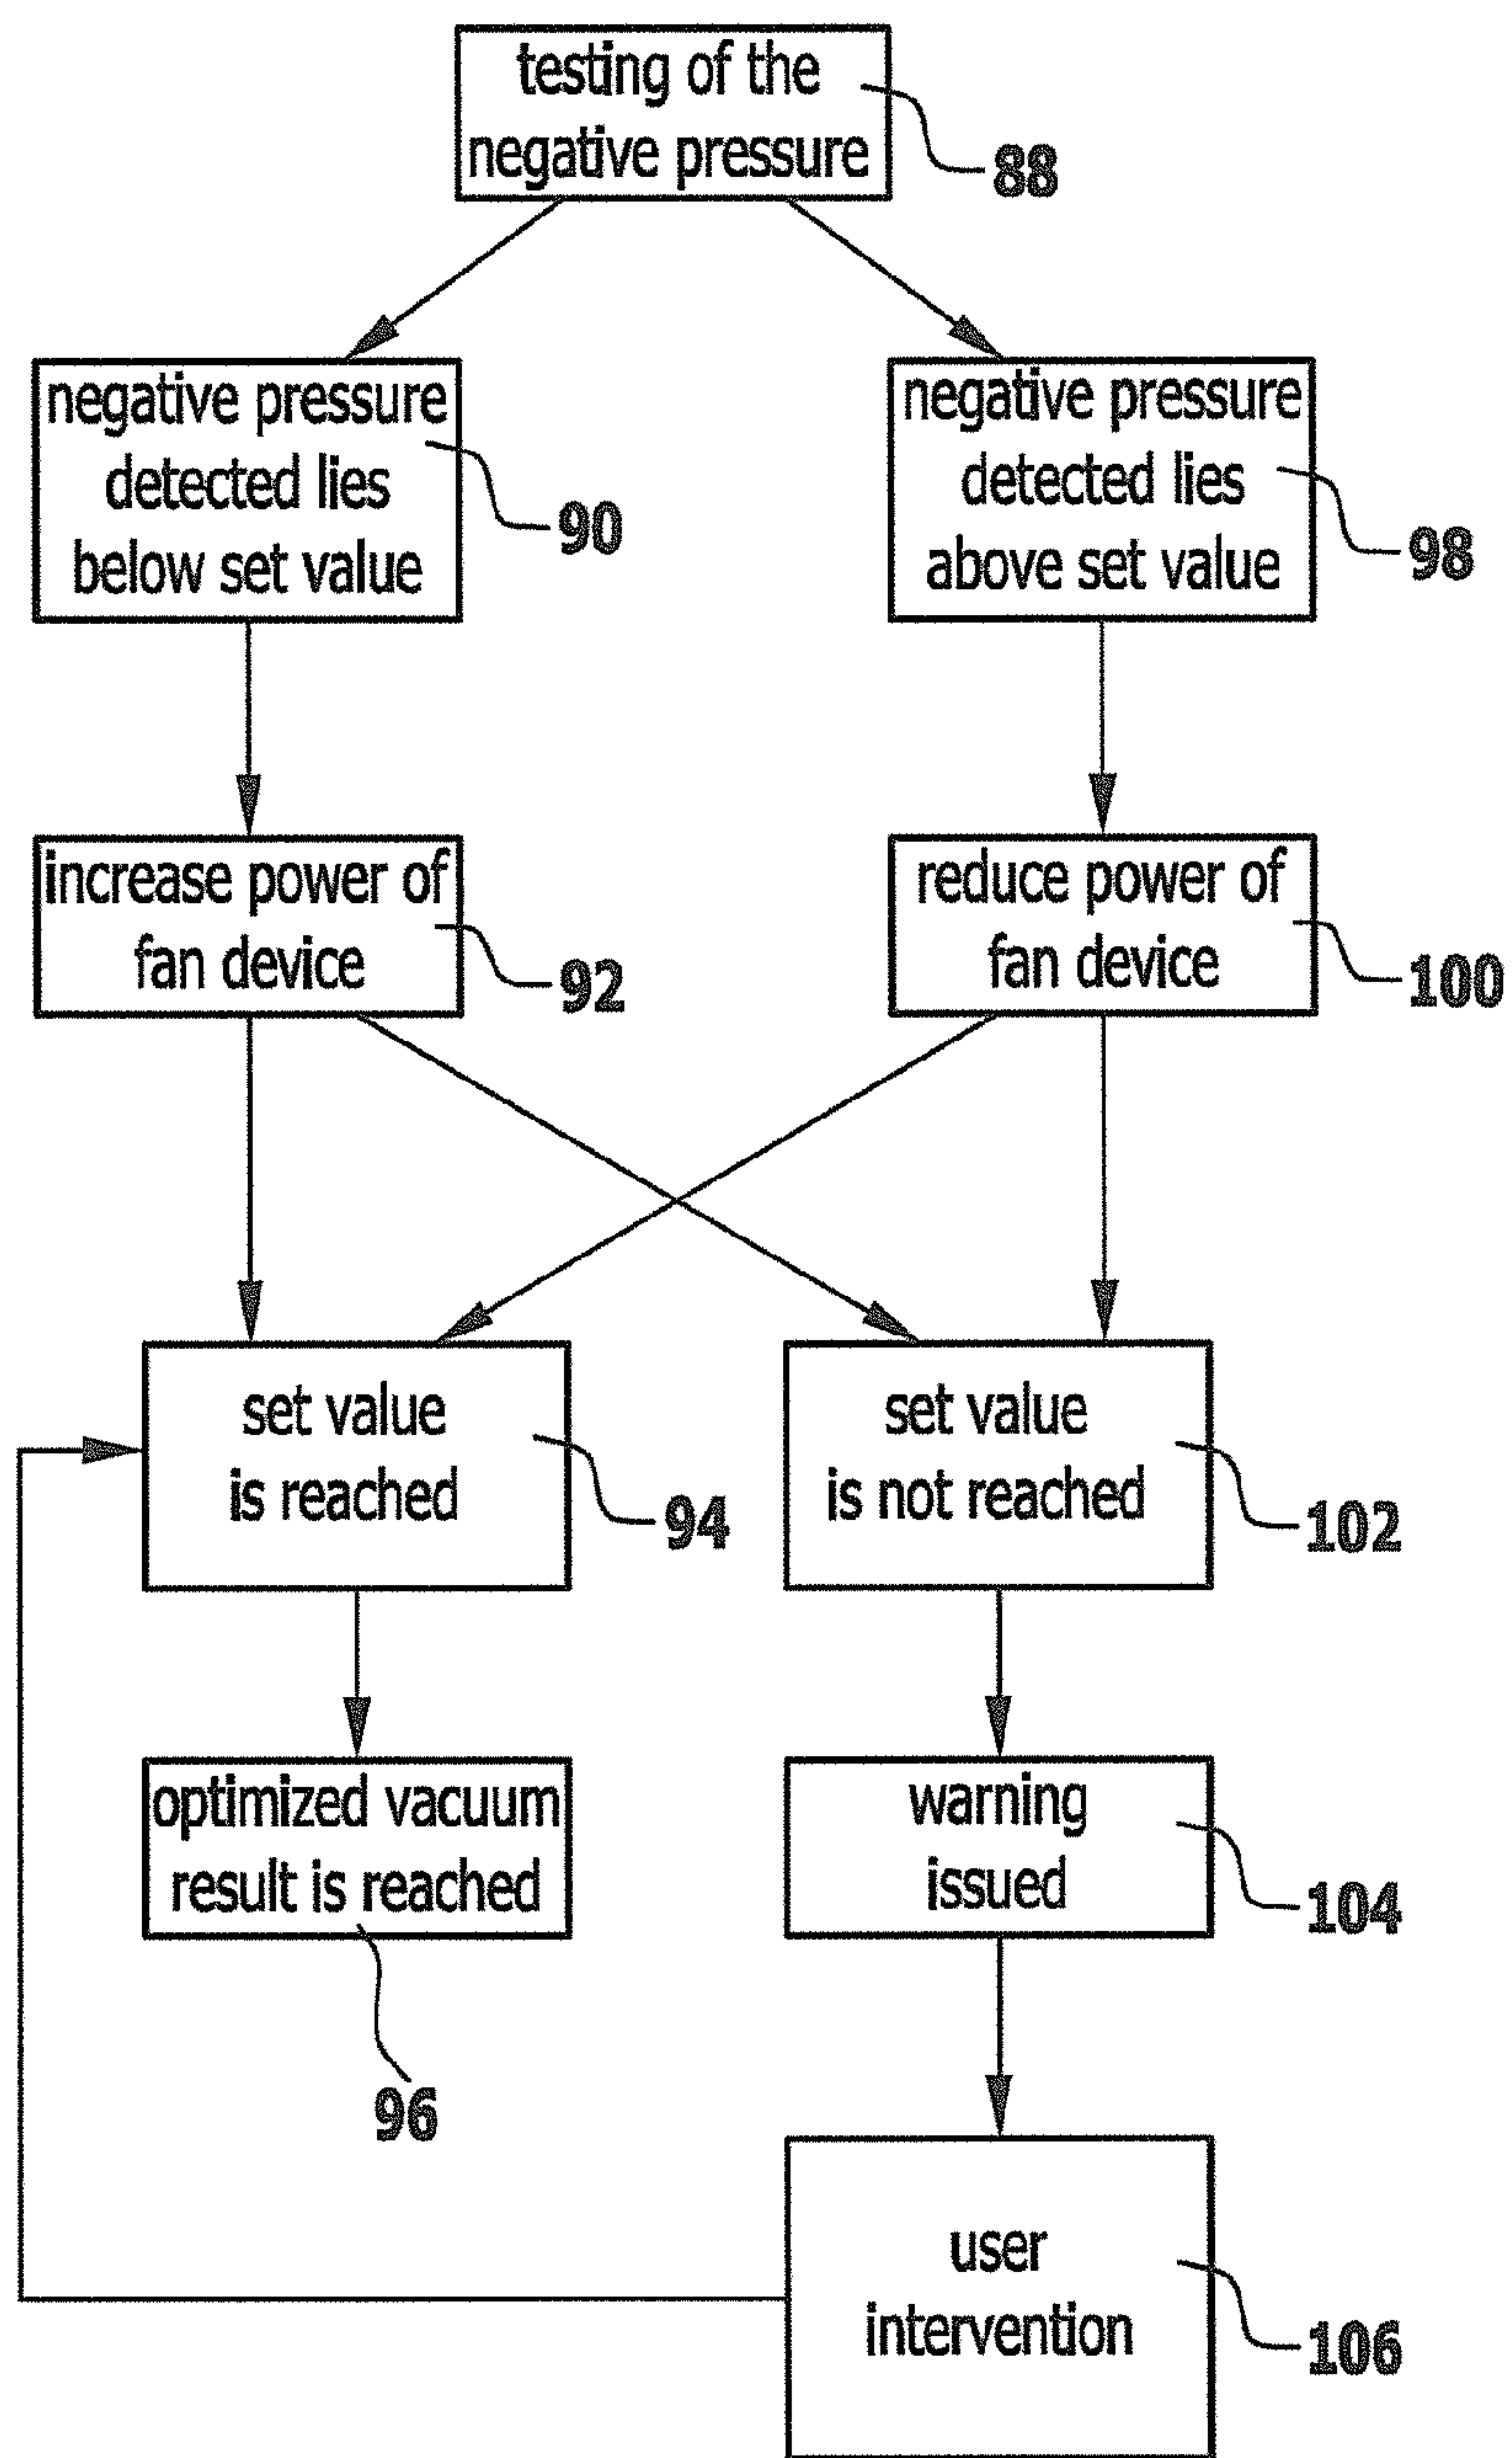 testing of the
negative pressure
88
negative pressure
detected lies
below set value
90
negative pressure
detected lies
above set value
98
increase power of
fan device
92
reduce power of
fan device
100
set value
is reached
94
set value
is not reached
102
optimized vacuum
result is reached
96
warning
issued
104
user
intervention
106